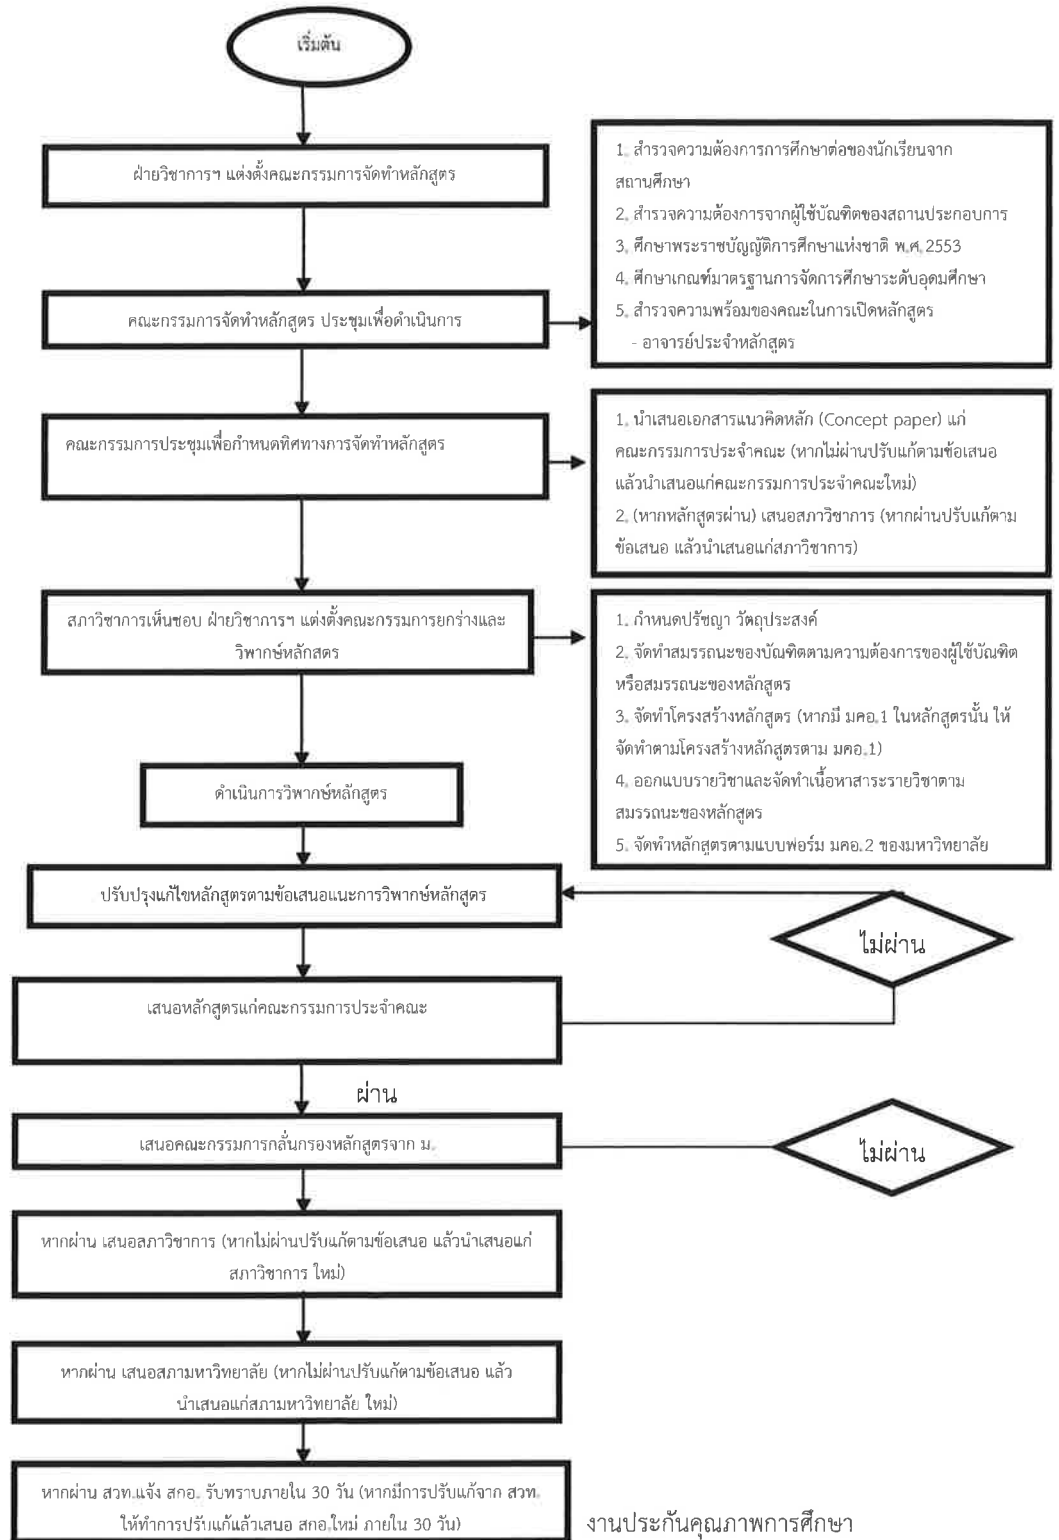 เริ่มต้น
ฝ่ายวิชาการฯ แต่งตั้งคณะกรรมการจัดทำหลักสูตร
1. สำรวจความต้องการการศึกษาต่อของนักเรียนจาก
สถานศึกษา
2. สำรวจความต้องการจากผู้ใช้บัณฑิตของสถานประกอบการ
3. ศึกษาพระราชบัญญัติการศึกษาแห่งชาติ พ.ศ.2553
4. ศึกษาเกณฑ์มาตรฐานการจัดการศึกษาระดับอุดมศึกษา
5. สำรวจความพร้อมของคณะในการเปิดหลักสูตร
- อาจารย์ประจำหลักสูตร
คณะกรรมการจัดทำหลักสูตร ประชุมเพื่อดำเนินการ
คณะกรรมการประชุมเพื่อกำหนดทิศทางการจัดทำหลักสูตร
1. นำเสนอเอกสารแนวคิดหลัก (Concept paper) แก่
คณะกรรมการประจำคณะ (หากไม่ผ่านปรับแก้ตามข้อเสนอ
แล้วนำเสนอแก่คณะกรรมการประจำคณะใหม่)
2. (หากหลักสูตรผ่าน) เสนอสภาวิชาการ (หากผ่านปรับแก้ตาม
ข้อเสนอ แล้วนำเสนอแก่สภาวิชาการ)
สภาวิชาการเห็นชอบ ฝ่ายวิชาการฯ แต่งตั้งคณะกรรมการยกร่างและ
วิพากษ์หลักสตร
1. กำหนดปรัชญา วัตถุประสงค์
2. จัดทำสมรรถนะของบัณฑิตตามความต้องการของผู้ใช้บัณฑิต
หรือสมรรถนะของหลักสูตร
3. จัดทำโครงสร้างหลักสูตร (หากมี มคอ.1 ในหลักสูตรนั้น ให้
จัดทำตามโครงสร้างหลักสูตรตาม มคอ.1)
4. ออกแบบรายวิชาและจัดทำเนื้อหาสาระรายวิชาตาม
สมรรถนะของหลักสูตร
5. จัดทำหลักสูตรตามแบบฟอร์ม มคอ.2 ของมหาวิทยาลัย
ดำเนินการวิพากษ์หลักสูตร
ปรับปรุงแก้ไขหลักสูตรตามข้อเสนอแนะการวิพากษ์หลักสูตร
ไม่ผ่าน
เสนอหลักสูตรแก่คณะกรรมการประจำคณะ
ผ่าน
เสนอคณะกรรมการกลั่นกรองหลักสูตรจาก ม.
ไม่ผ่าน
หากผ่าน เสนอสภาวิชาการ (หากไม่ผ่านปรับแก้ตามข้อเสนอ แล้วนำเสนอแก่
สภาวิชาการ ใหม่)
หากผ่าน เสนอสภามหาวิทยาลัย (หากไม่ผ่านปรับแก้ตามข้อเสนอ แล้ว
นำเสนอแก่สภามหาวิทยาลัย ใหม่)
หากผ่าน สวท.แจ้ง สกอ. รับทราบภายใน 30 วัน (หากมีการปรับแก้จาก สวท.
ให้ทำการปรับแก้แล้วเสนอ สกอ.ใหม่ ภายใน 30 วัน)
งานประกันคุณภาพการศึกษา